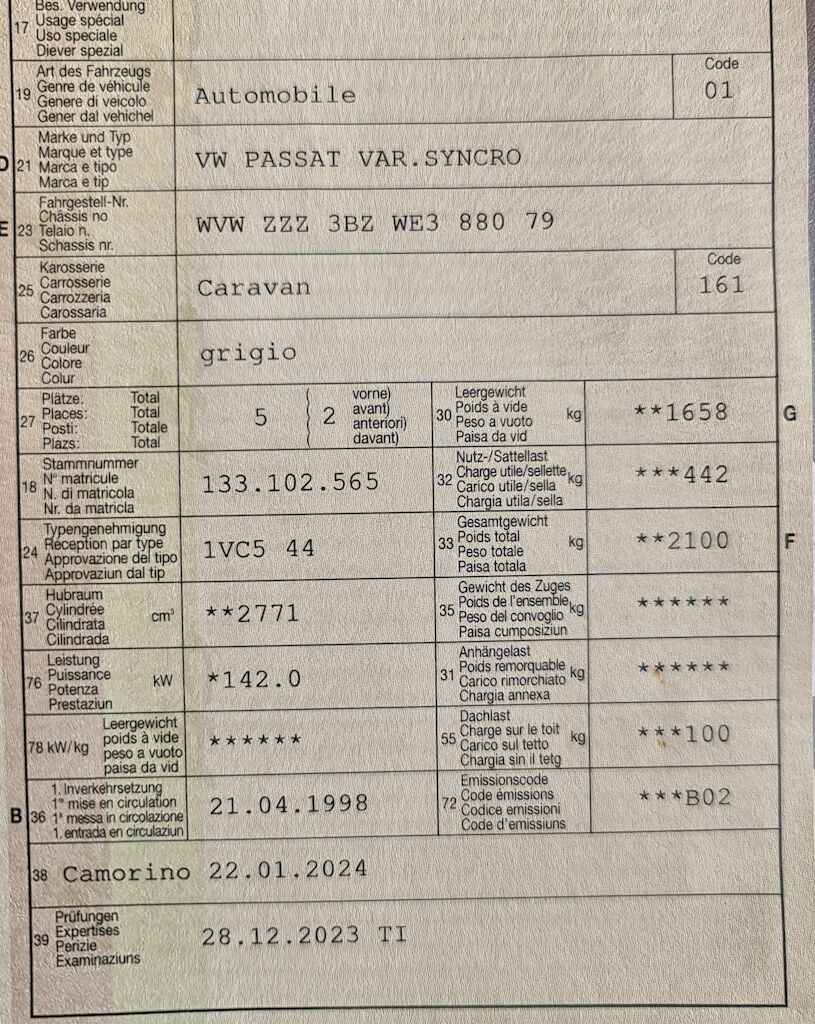 17 Bes. Verwendung
Usage spécial
Uso speciale
Diever spezial
19 Art des Fahrzeugs
Genre de véhicule
Genere di veicolo
Gener dal vehichel
Automobile
Code
01
D 21 Marke und Typ
Marque et type
Marca e tipo
Marca e tip
VW PASSAT VAR.SYNCRO
E 23 Fahrgestell-Nr.
Châssis no
Telaio n.
Schassis nr.
WVW ZZZ 3BZ WE3 880 79
25 Karosserie
Carrosserie
Carrozzeria
Carossaria
Caravan
Code
161
26 Farbe
Couleur
Colore
Colur
grigio
27 Plätze: Total
Places: Total
Posti: Totale
Plazs: Total
5 2 vorne)
avant)
anteriori)
davant)
30 Leergewicht
Poids à vide
Peso a vuoto
Paisa da vid
kg
**1658
G
18 Stammnummer
N° matricule
N. di matricola
Nr. da matricla
133.102.565
32 Nutz-/Sattellast
Charge utile/sellette
Carico utile/sella
Chargia utila/sella
kg
***442
24 Typengenehmigung
Réception par type
Approvazione del tipo
Approvaziun dal tip
1VC5 44
33 Gesamtgewicht
Poids total
Peso totale
Paisa totala
kg
**2100
F
37 Hubraum
Cylindrée
Cilindrata
Cilindrada
cm³
**2771
35 Gewicht des Zuges
Poids de l'ensemble
Peso del convoglio
Paisa cumposiziun
kg
******
76 Leistung
Puissance
Potenza
Prestaziun
kW
*142.0
31 Anhängelast
Poids remorquable
Carico rimorchiato
Chargia annexa
kg
******
78 kW/kg Leergewicht
poids à vide
peso a vuoto
paisa da vid
******
55 Dachlast
Charge sur le toit
Carico sul tetto
Chargia sin il tetg
kg
***100
B 36 1. Inverkehrsetzung
1re mise en circulation
1a messa in circolazione
1. entrada en circulaziun
21.04.1998
72 Emissionscode
Code émissions
Codice emissioni
Code d'emissiuns
***B02
38 Camorino 22.01.2024
39 Prüfungen
Expertises
Perizie
Examinaziuns
28.12.2023 TI